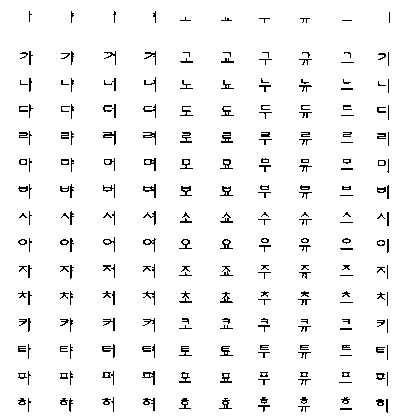 ㅏ ㅑ ㅓ ㅕ ㅗ ㅛ ㅜ ㅠ ㅡ ㅣ
가 갸 거 겨 고 교 구 규 그 기
나 냐 너 녀 노 뇨 누 뉴 느 니
다 댜 더 뎌 도 됴 두 듀 드 디
라 랴 러 려 로 료 루 류 르 리
마 먀 머 며 모 묘 무 뮤 므 미
바 뱌 버 벼 보 뵤 부 뷰 브 비
사 샤 서 셔 소 쇼 수 슈 스 시
아 야 어 여 오 요 우 유 으 이
자 쟈 저 져 조 죠 주 쥬 즈 지
차 챠 처 쳐 초 쵸 추 츄 츠 치
카 캬 커 켜 코 쿄 쿠 큐 크 키
타 탸 터 텨 토 툐 투 튜 트 티
파 퍄 퍼 펴 포 표 푸 퓨 프 피
하 햐 허 혀 호 효 후 휴 흐 히